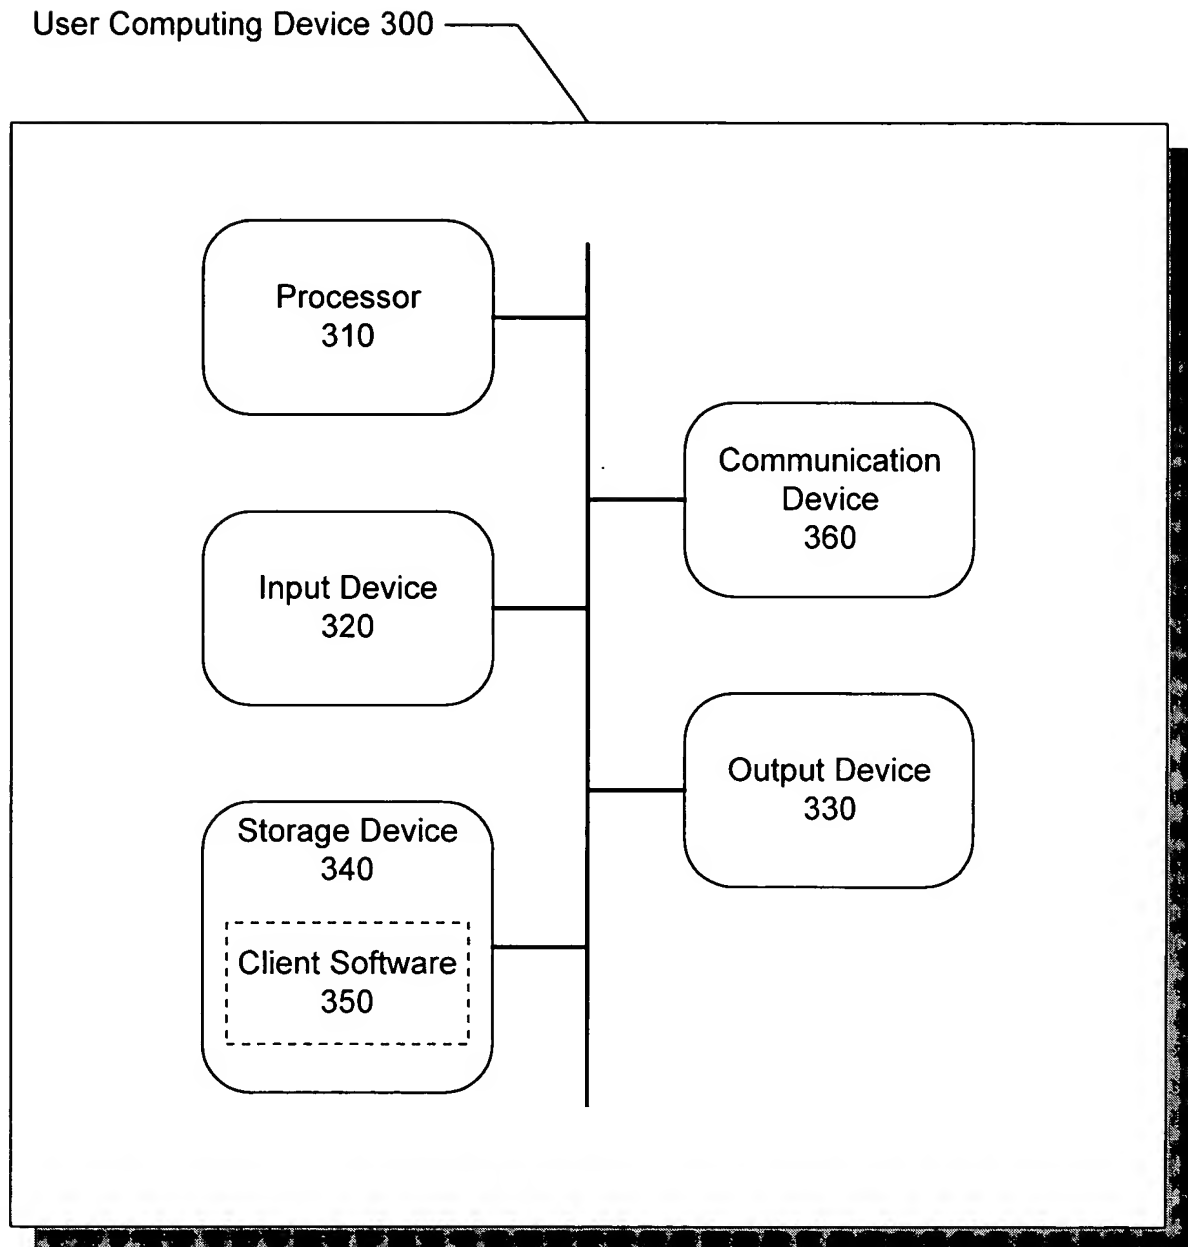 User Computing Device 300
Processor
310
Communication
Device
360
Input Device
320
Output Device
330
Storage Device
340
Client Software
350